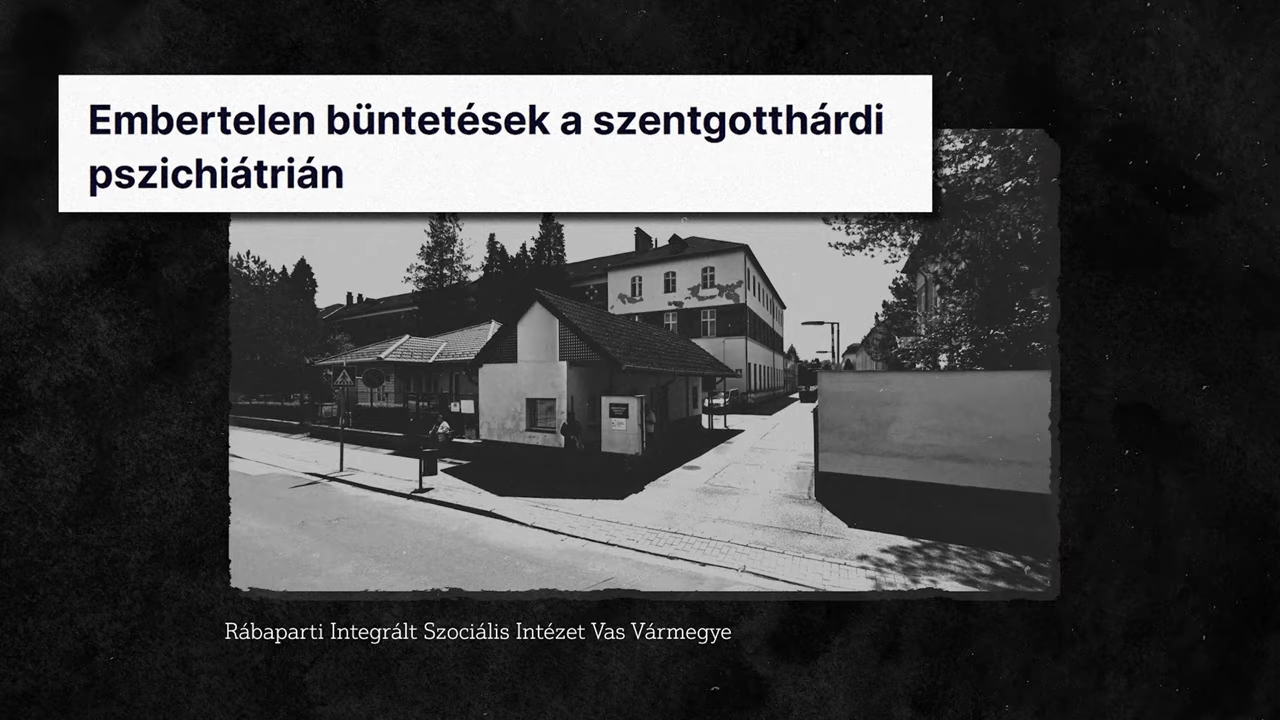 Embertelen büntetések a szentgotthárdi
pszichiátrián
Rábaparti Integrált Szociális Intézet Vas Vármegye